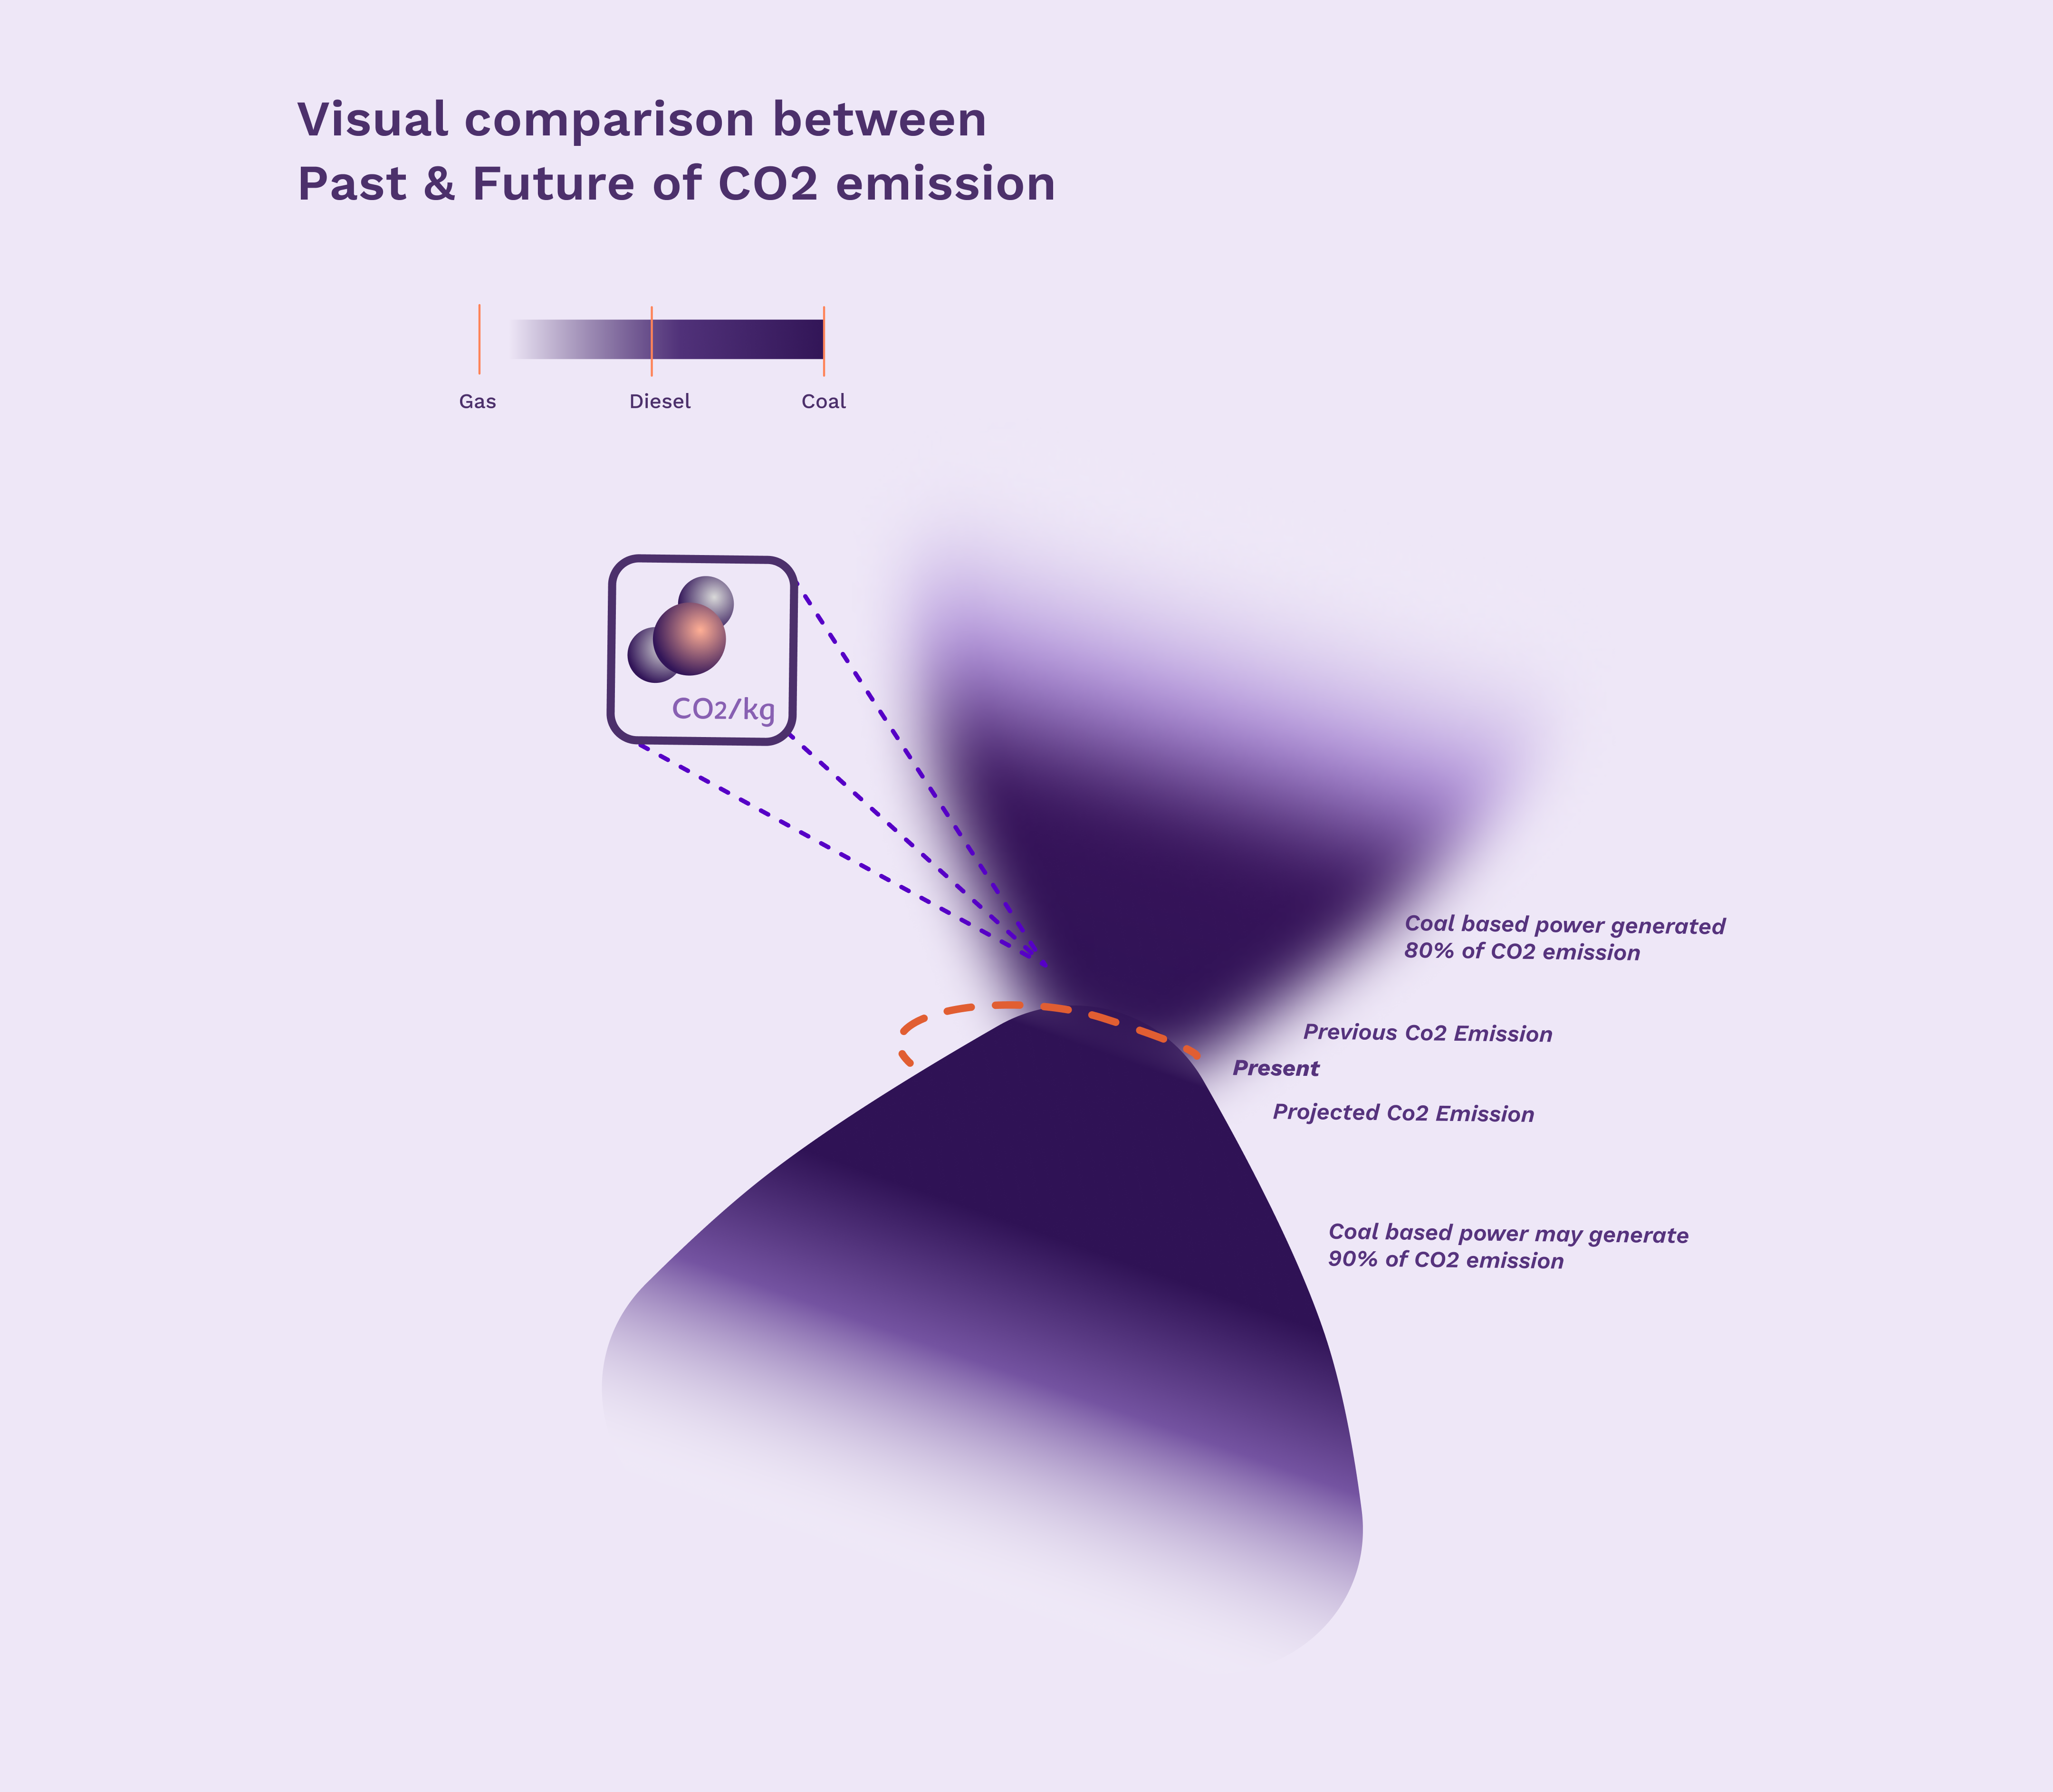 Visual comparison between
Past & Future of CO2 emission
Gas
Diesel
Coal
CO2/kg
Coal based power generated
80% of CO2 emission
Previous Co2 Emission
Present
Projected Co2 Emission
Coal based power may generate
90% of CO2 emission